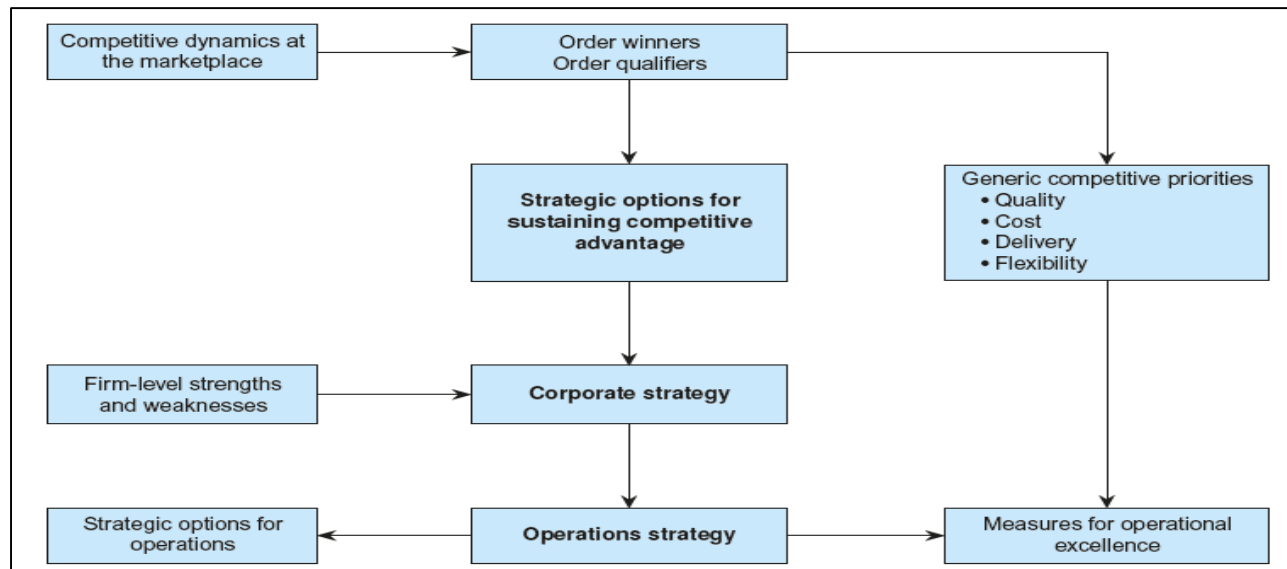 Competitive dynamics at
the marketplace
Order winners
Order qualifiers
Strategic options for
sustaining competitive
advantage
Generic competitive priorities
• Quality
• Cost
• Delivery
• Flexibility
Firm-level strengths
and weaknesses
Corporate strategy
Strategic options for
operations
Operations strategy
Measures for operational
excellence